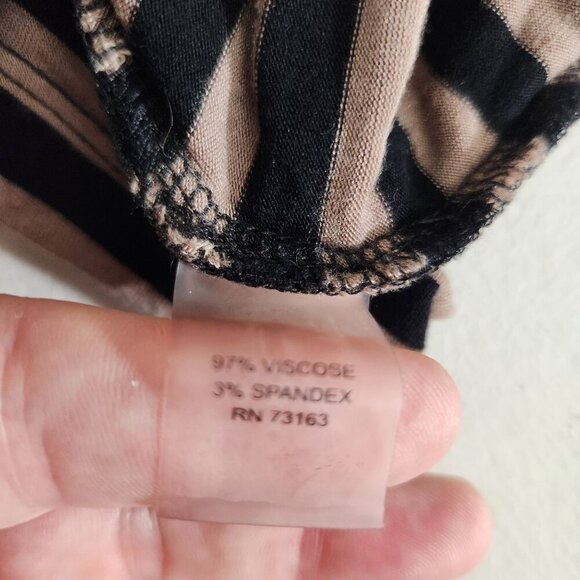 97% VISCOSE
3% SPANDEX
RN 73163